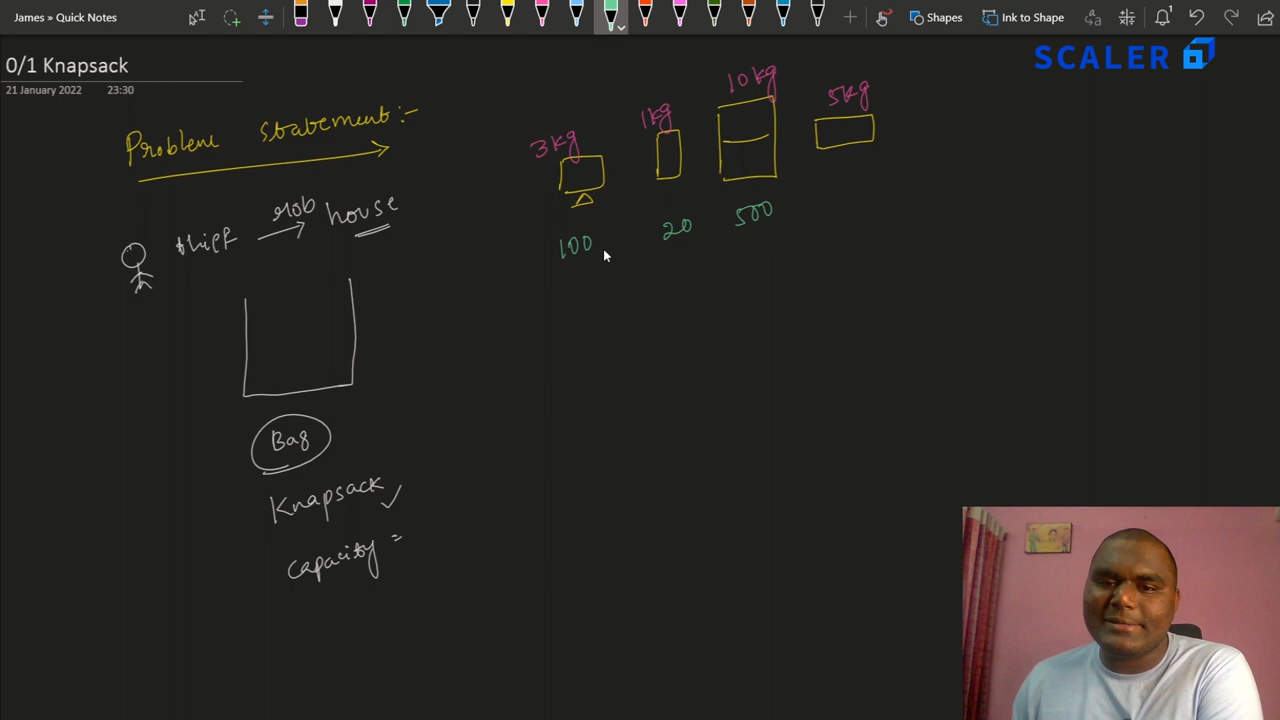 James » Quick Notes
Shapes
Ink to Shape
SCALER
0/1 Knapsack
21 January 2022 23:30
Problem statement:-
3kg 1kg 10kg 5kg
thief rob house
100 20 500
Bag
Knapsack ✓
capacity =